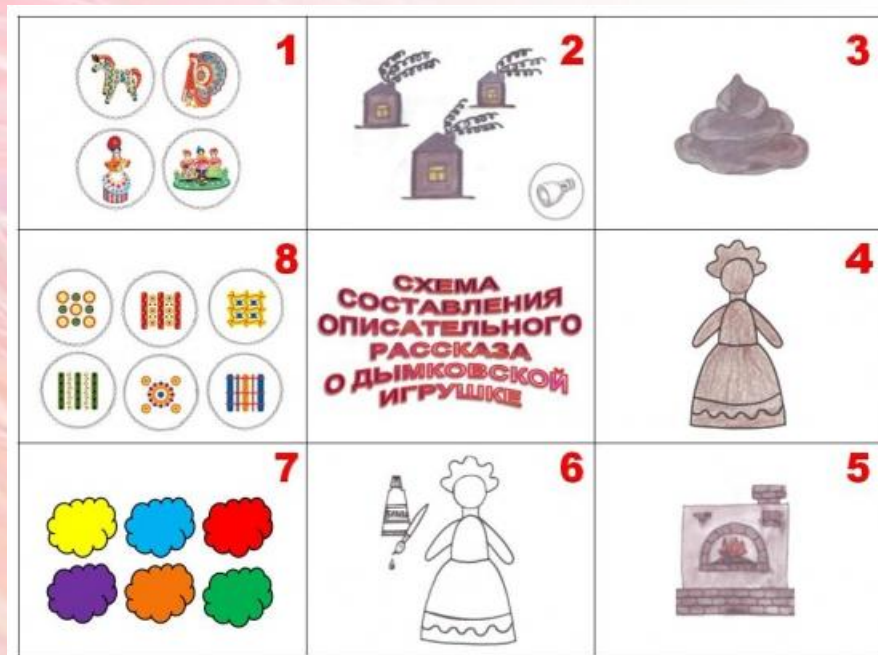 1
2
3
8
СХЕМА
СОСТАВЛЕНИЯ
ОПИСАТЕЛЬНОГО
РАССКАЗА
О ДЫМКОВСКОЙ
ИГРУШКЕ
4
7
6
5